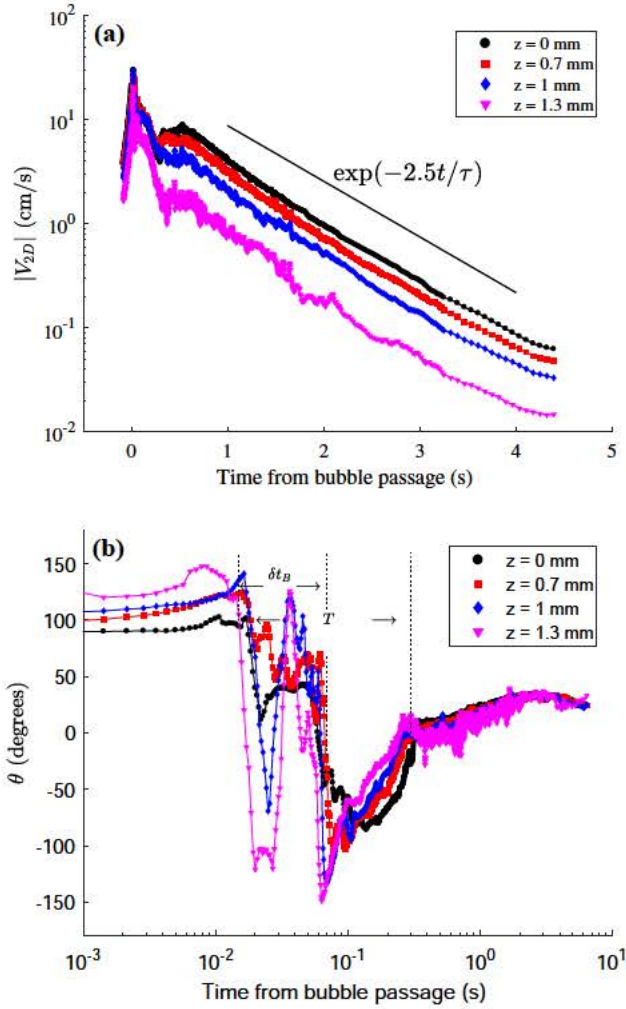 (a)
10^2
10^1
10^0
10^-1
10^-2
|V_2D| (cm/s)
z = 0 mm
z = 0.7 mm
z = 1 mm
z = 1.3 mm
exp(−2.5t/τ)
0 1 2 3 4 5
Time from bubble passage (s)
(b)
150
100
50
0
-50
-100
-150
θ (degrees)
δt_B
T
z = 0 mm
z = 0.7 mm
z = 1 mm
z = 1.3 mm
10^-3 10^-2 10^-1 10^0 10^1
Time from bubble passage (s)